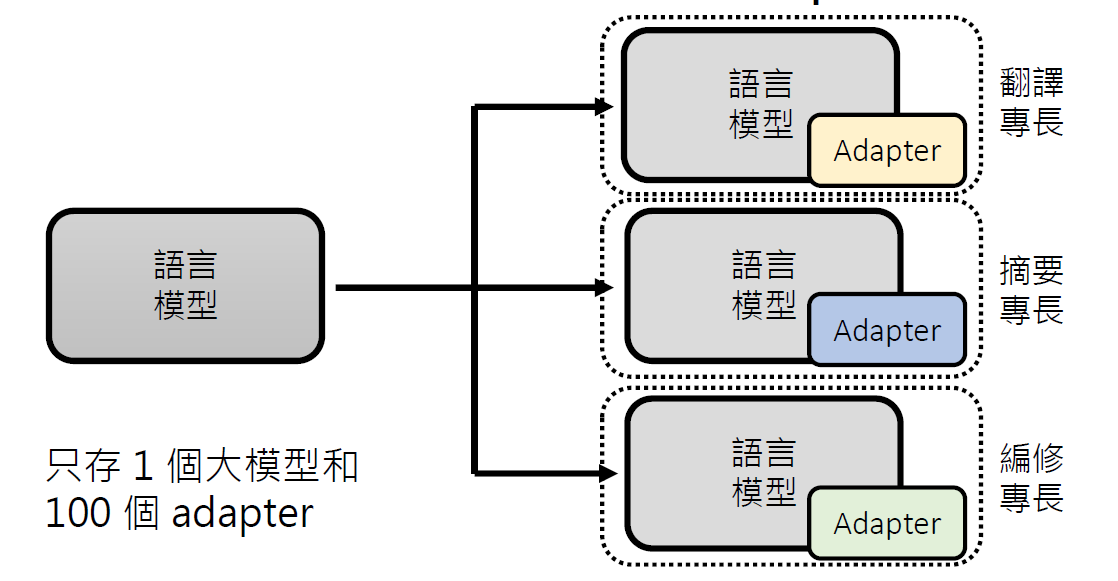 語言
模型
只存 1 個大模型和
100 個 adapter
語言
模型
Adapter
翻譯
專長
語言
模型
Adapter
摘要
專長
語言
模型
Adapter
編修
專長